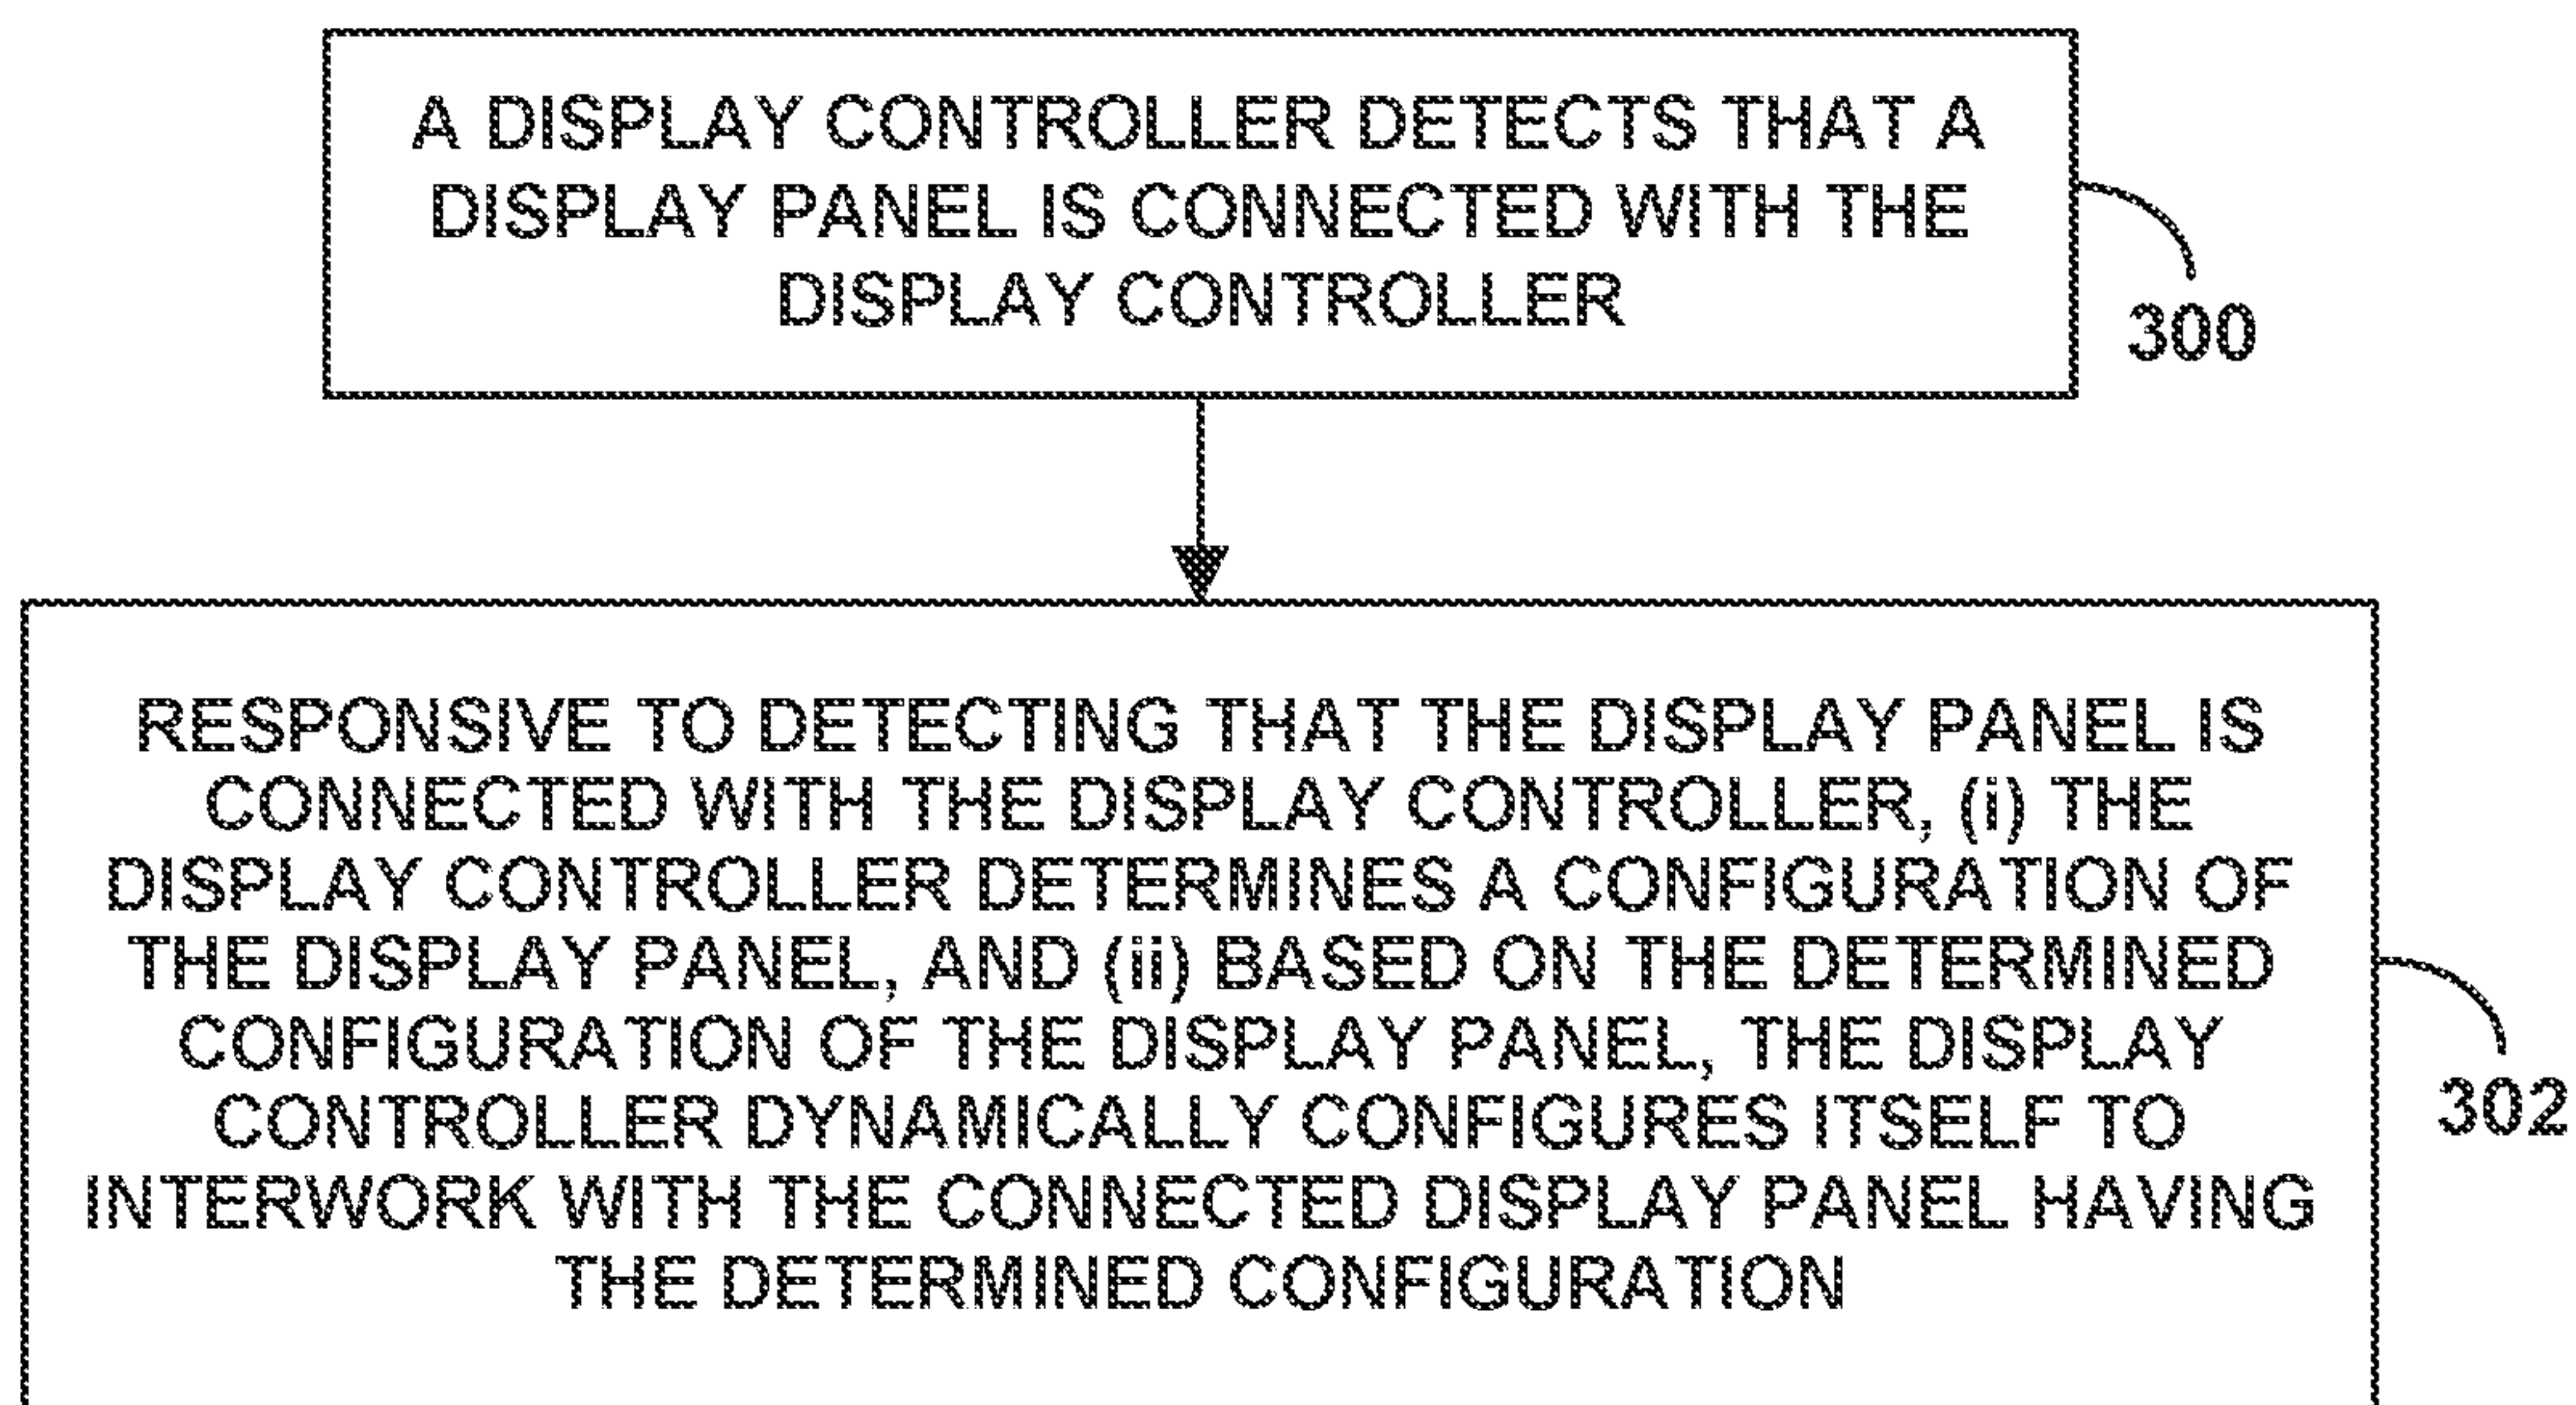 A DISPLAY CONTROLLER DETECTS THAT A
DISPLAY PANEL IS CONNECTED WITH THE
DISPLAY CONTROLLER
300
RESPONSIVE TO DETECTING THAT THE DISPLAY PANEL IS
CONNECTED WITH THE DISPLAY CONTROLLER, (i) THE
DISPLAY CONTROLLER DETERMINES A CONFIGURATION OF
THE DISPLAY PANEL, AND (ii) BASED ON THE DETERMINED
CONFIGURATION OF THE DISPLAY PANEL, THE DISPLAY
CONTROLLER DYNAMICALLY CONFIGURES ITSELF TO
INTERWORK WITH THE CONNECTED DISPLAY PANEL HAVING
THE DETERMINED CONFIGURATION
302